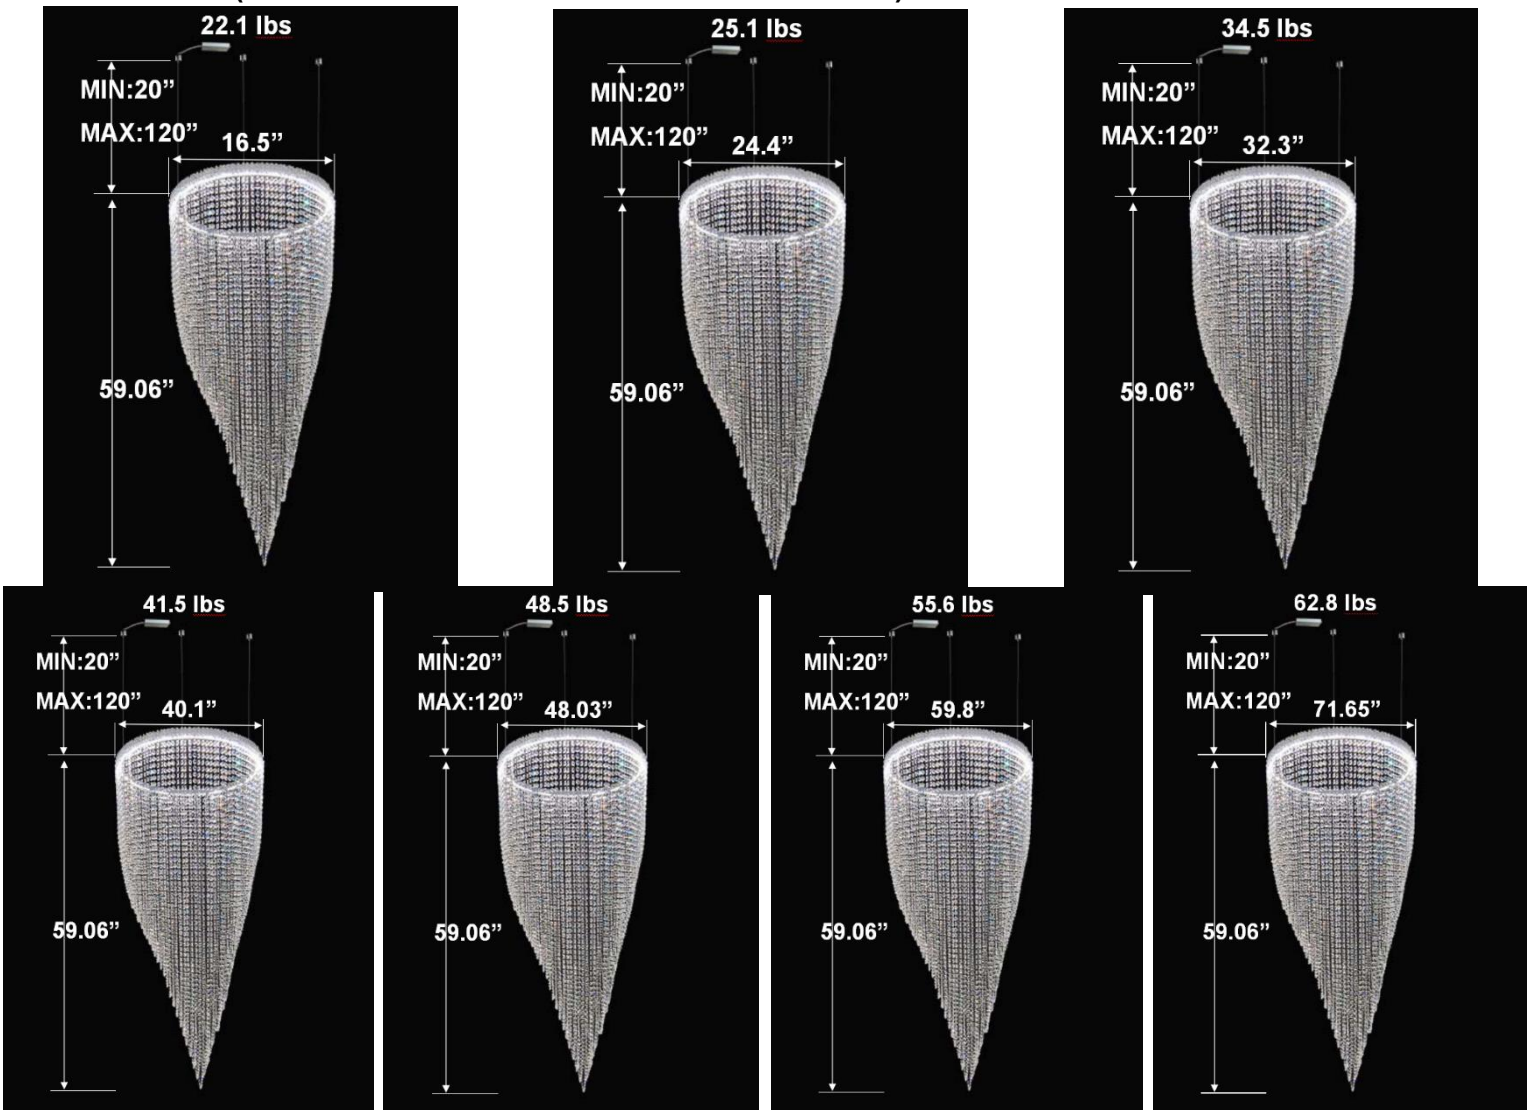 22.1 lbs
MIN:20”
MAX:120”
16.5”
59.06”
25.1 lbs
MIN:20”
MAX:120”
24.4”
59.06”
34.5 lbs
MIN:20”
MAX:120”
32.3”
59.06”
41.5 lbs
MIN:20”
MAX:120”
40.1”
59.06”
48.5 lbs
MIN:20”
MAX:120”
48.03”
59.06”
55.6 lbs
MIN:20”
MAX:120”
59.8”
59.06”
62.8 lbs
MIN:20”
MAX:120”
71.65”
59.06”